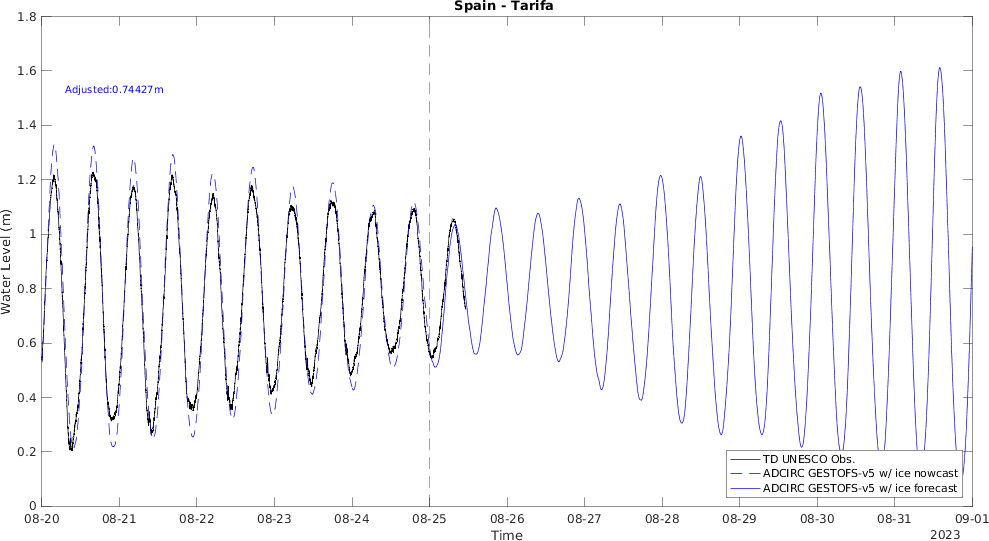 Spain - Tarifa
1.8
1.6
1.4
1.2
1
0.8
0.6
0.4
0.2
0
Water Level (m)
Adjusted:0.74427m
TD UNESCO Obs.
ADCIRC GESTOFS-v5 w/ ice nowcast
ADCIRC GESTOFS-v5 w/ ice forecast
08-20 08-21 08-22 08-23 08-24 08-25 08-26 08-27 08-28 08-29 08-30 08-31 09-01
Time
2023